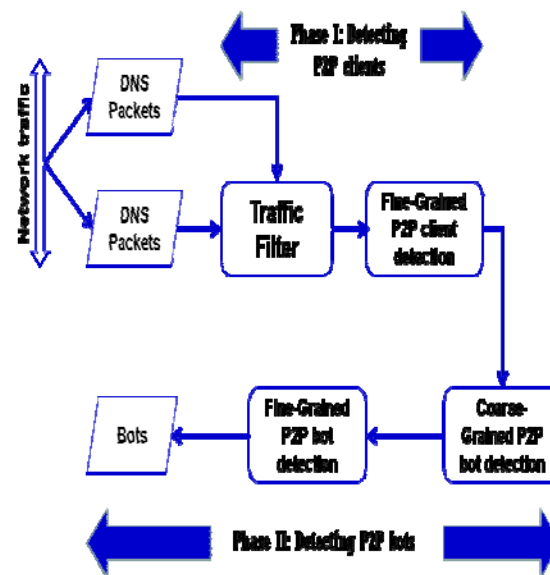 Phase I: Detecting
P2P clients
Network traffic
DNS
Packets
DNS
Packets
Traffic
Filter
Fine-Grained
P2P client
detection
Bots
Fine-Grained
P2P bot
detection
Coarse-
Grained P2P
bot detection
Phase II: Detecting P2P bots